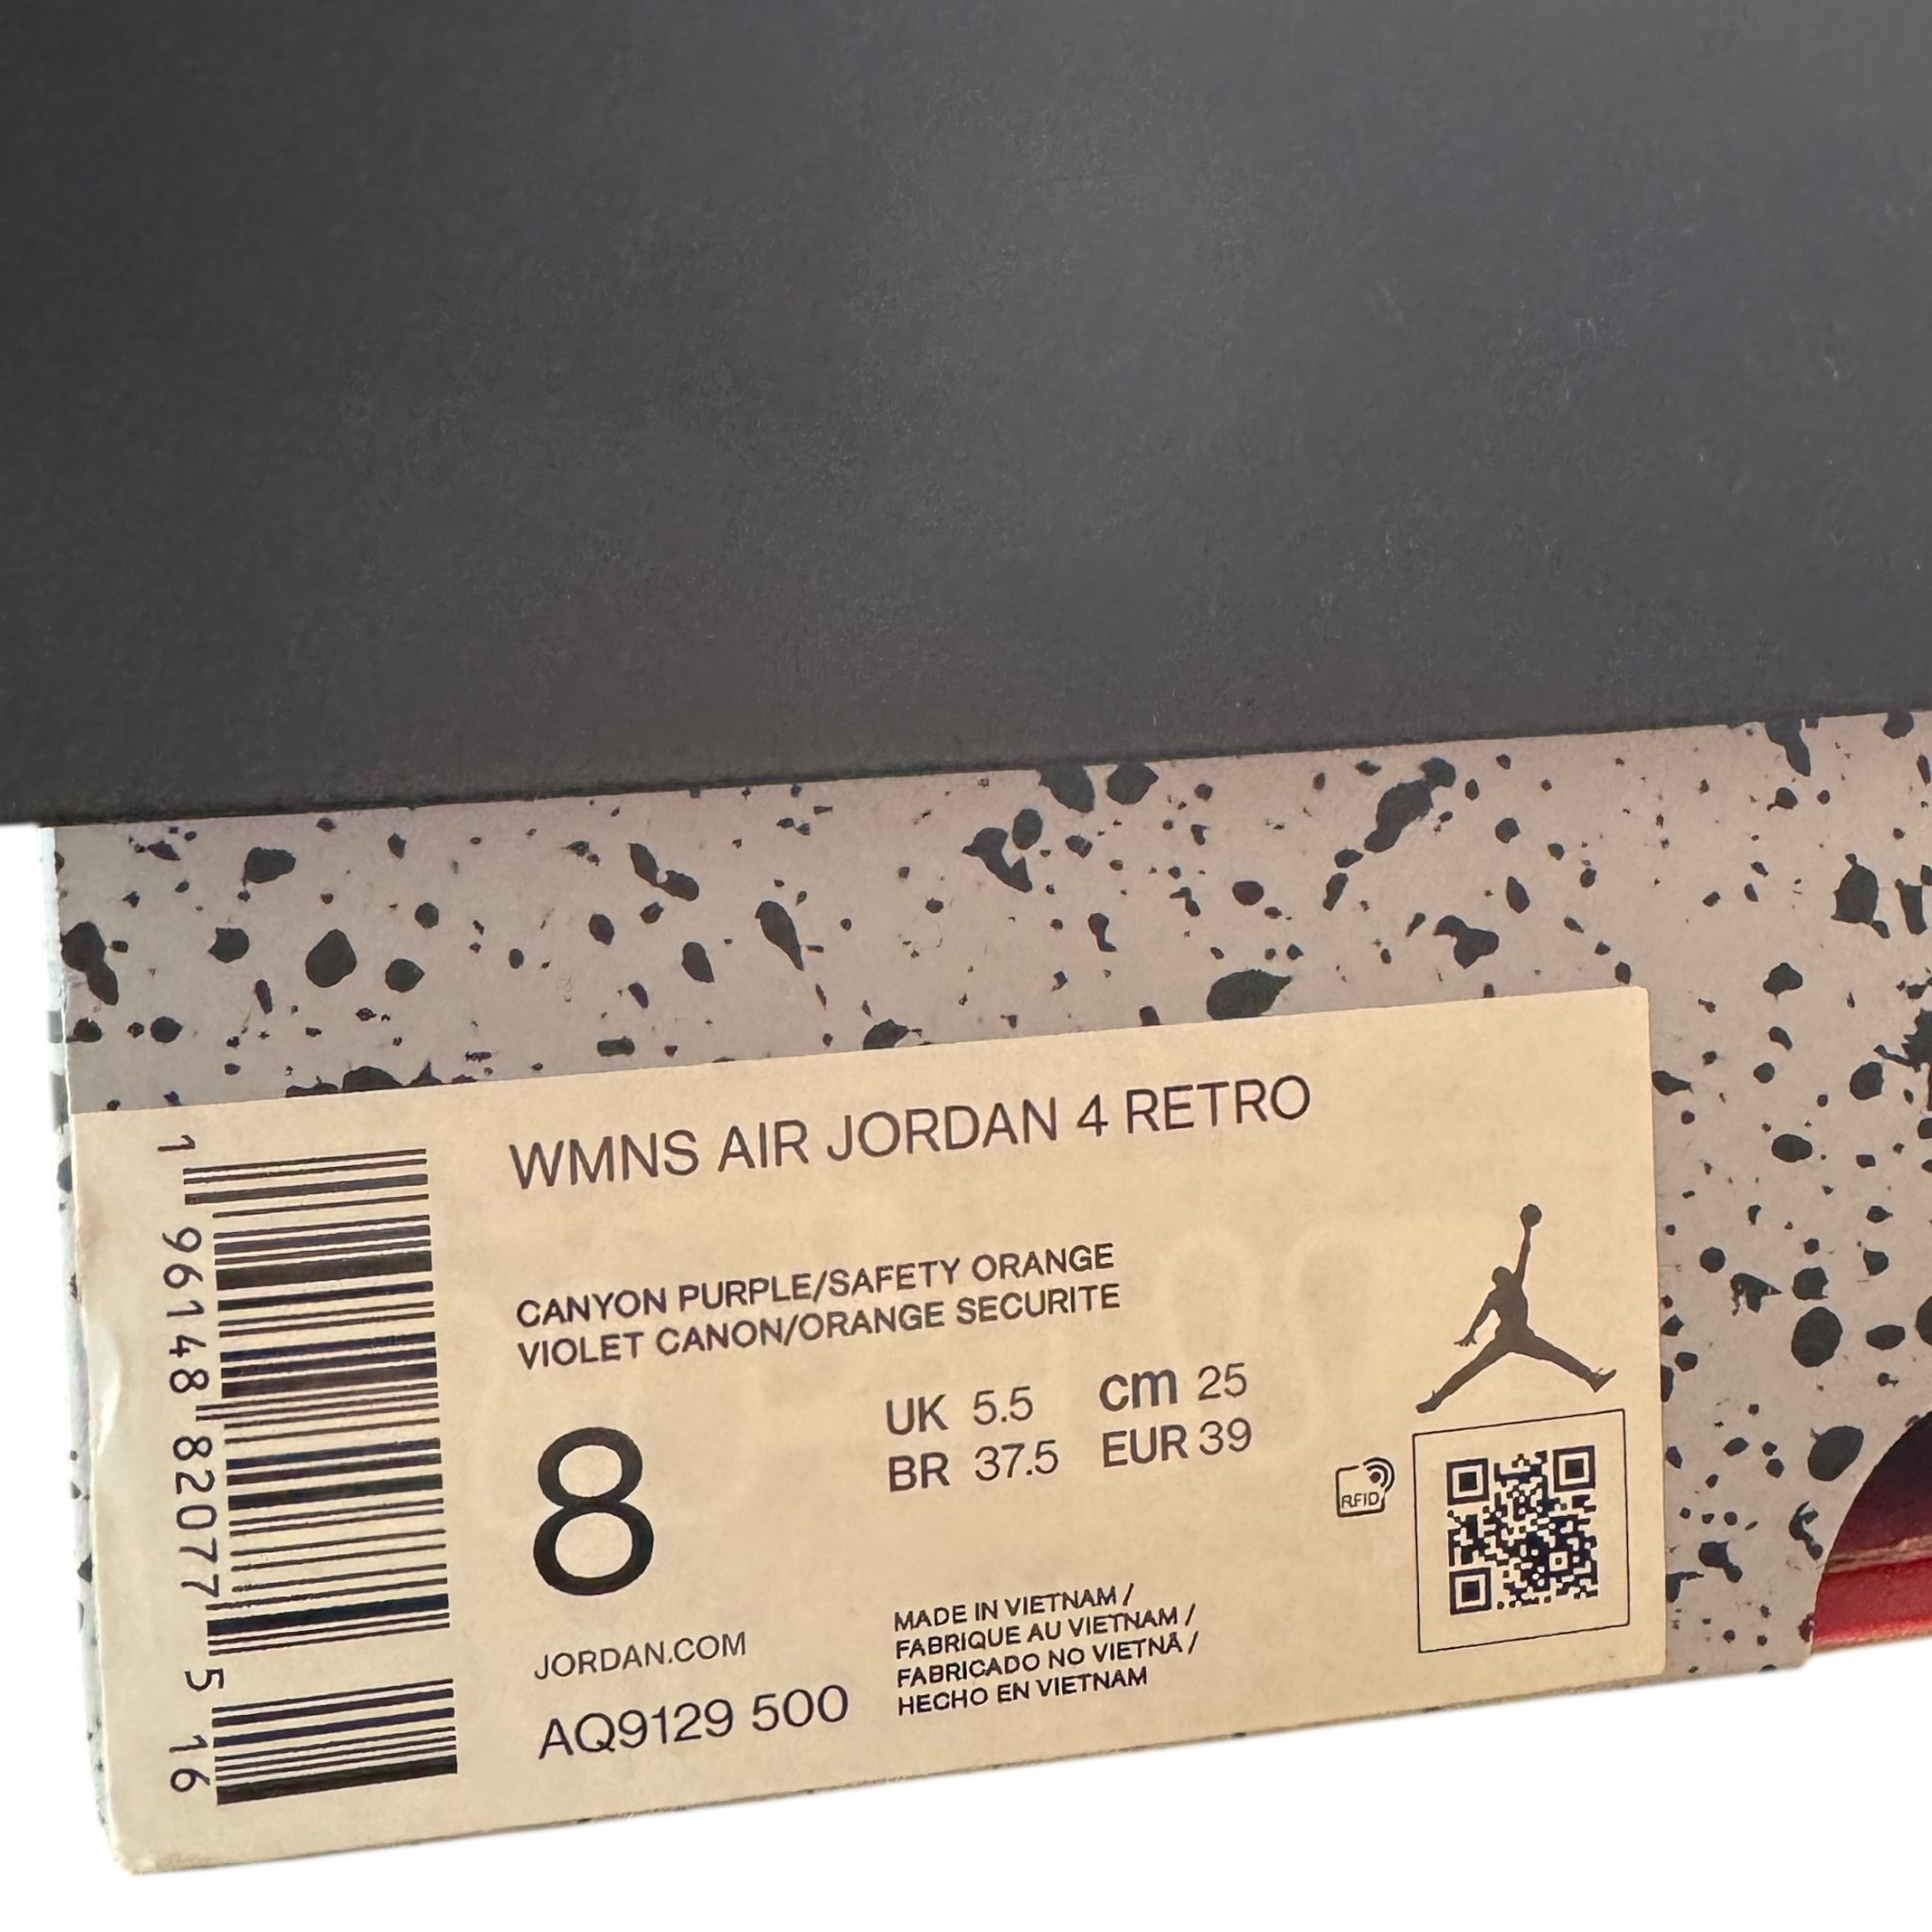 WMNS AIR JORDAN 4 RETRO
CANYON PURPLE/SAFETY ORANGE
VIOLET CANON/ORANGE SECURITE
8
UK 5.5 cm 25
BR 37.5 EUR 39
RFID
JORDAN.COM
AQ9129 500
MADE IN VIETNAM /
FABRIQUE AU VIETNAM /
FABRICADO NO VIETNÃ /
HECHO EN VIETNAM
1 96148 82077 5 16